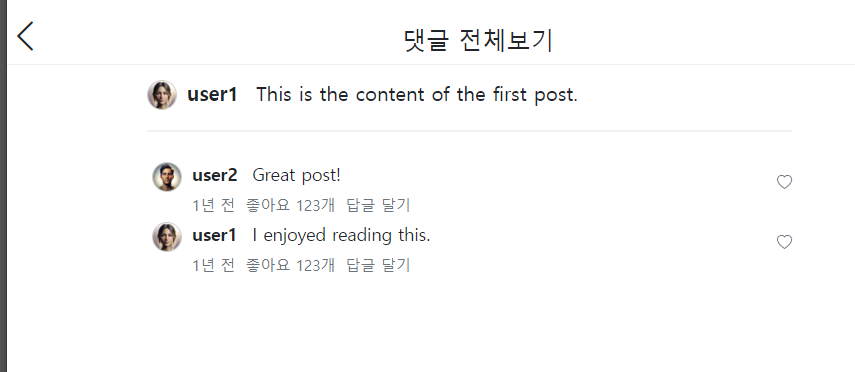 댓글 전체보기
user1 This is the content of the first post.
user2 Great post!
1년 전 좋아요 123개 답글 달기
user1 I enjoyed reading this.
1년 전 좋아요 123개 답글 달기